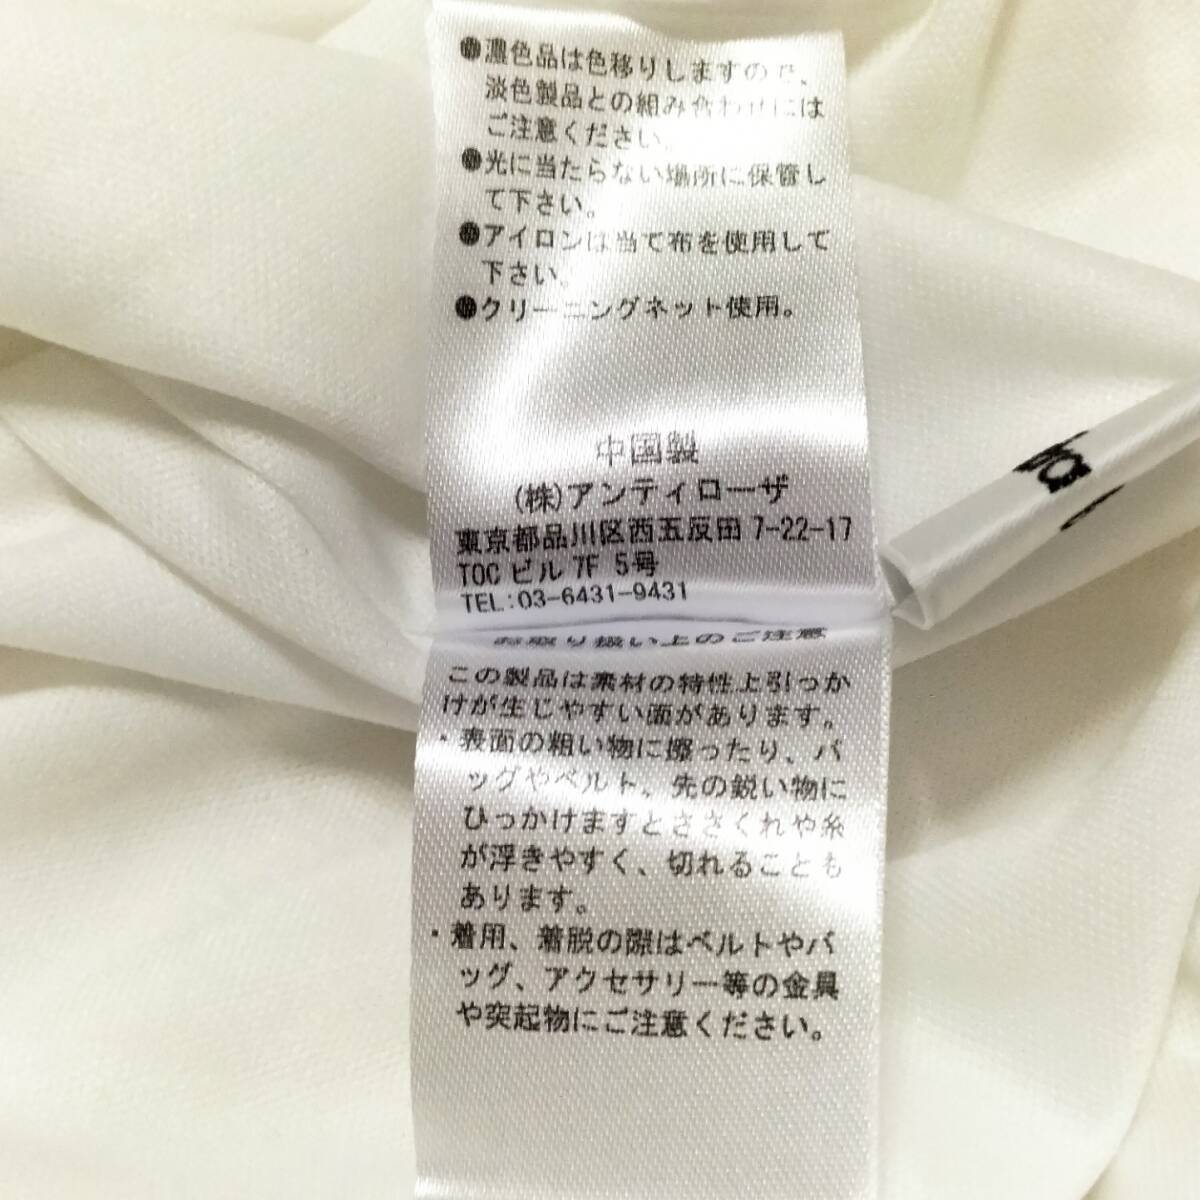 ●濃色品は色移りしますので、
淡色製品との組み合わせには
ご注意ください。
●光に当たらない場所に保管し
て下さい。
●アイロンは当て布を使用して
下さい。
●クリーニングネット使用。
中国製
(株)アンティローザ
東京都品川区西五反田 7-22-17
TOC ビル 7F 5号
TEL:03-6431-9431
お取り扱い上のご注意
この製品は素材の特性上引っか
けが生じやすい面があります。
・表面の粗い物に擦ったり、バ
ッグやベルト、先の鋭い物に
ひっかけますとささくれや糸
が浮きやすく、切れることも
あります。
・着用、着脱の際はベルトやバ
ッグ、アクセサリー等の金具
や突起物にご注意ください。